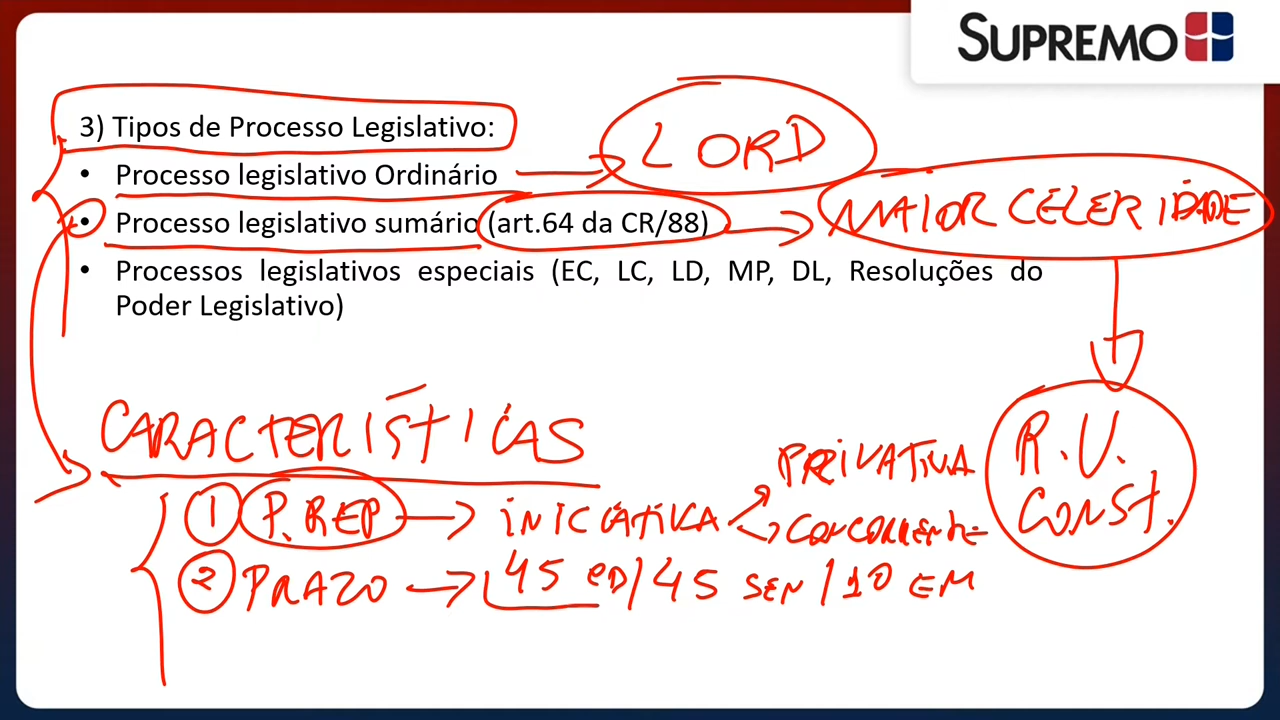 SUPREMO
3) Tipos de Processo Legislativo:
L ORD
• Processo legislativo Ordinário
• Processo legislativo sumário (art.64 da CR/88)
MAIOR CELERIDADE
• Processos legislativos especiais (EC, LC, LD, MP, DL, Resoluções do
Poder Legislativo)
CARACTERÍSTICAS
R.U.
CONST.
PRIVATIVA
1 P.REP INICIATIVA
CONCORRENTE
2 PRAZO 45 CD/45 SEN/10 EM